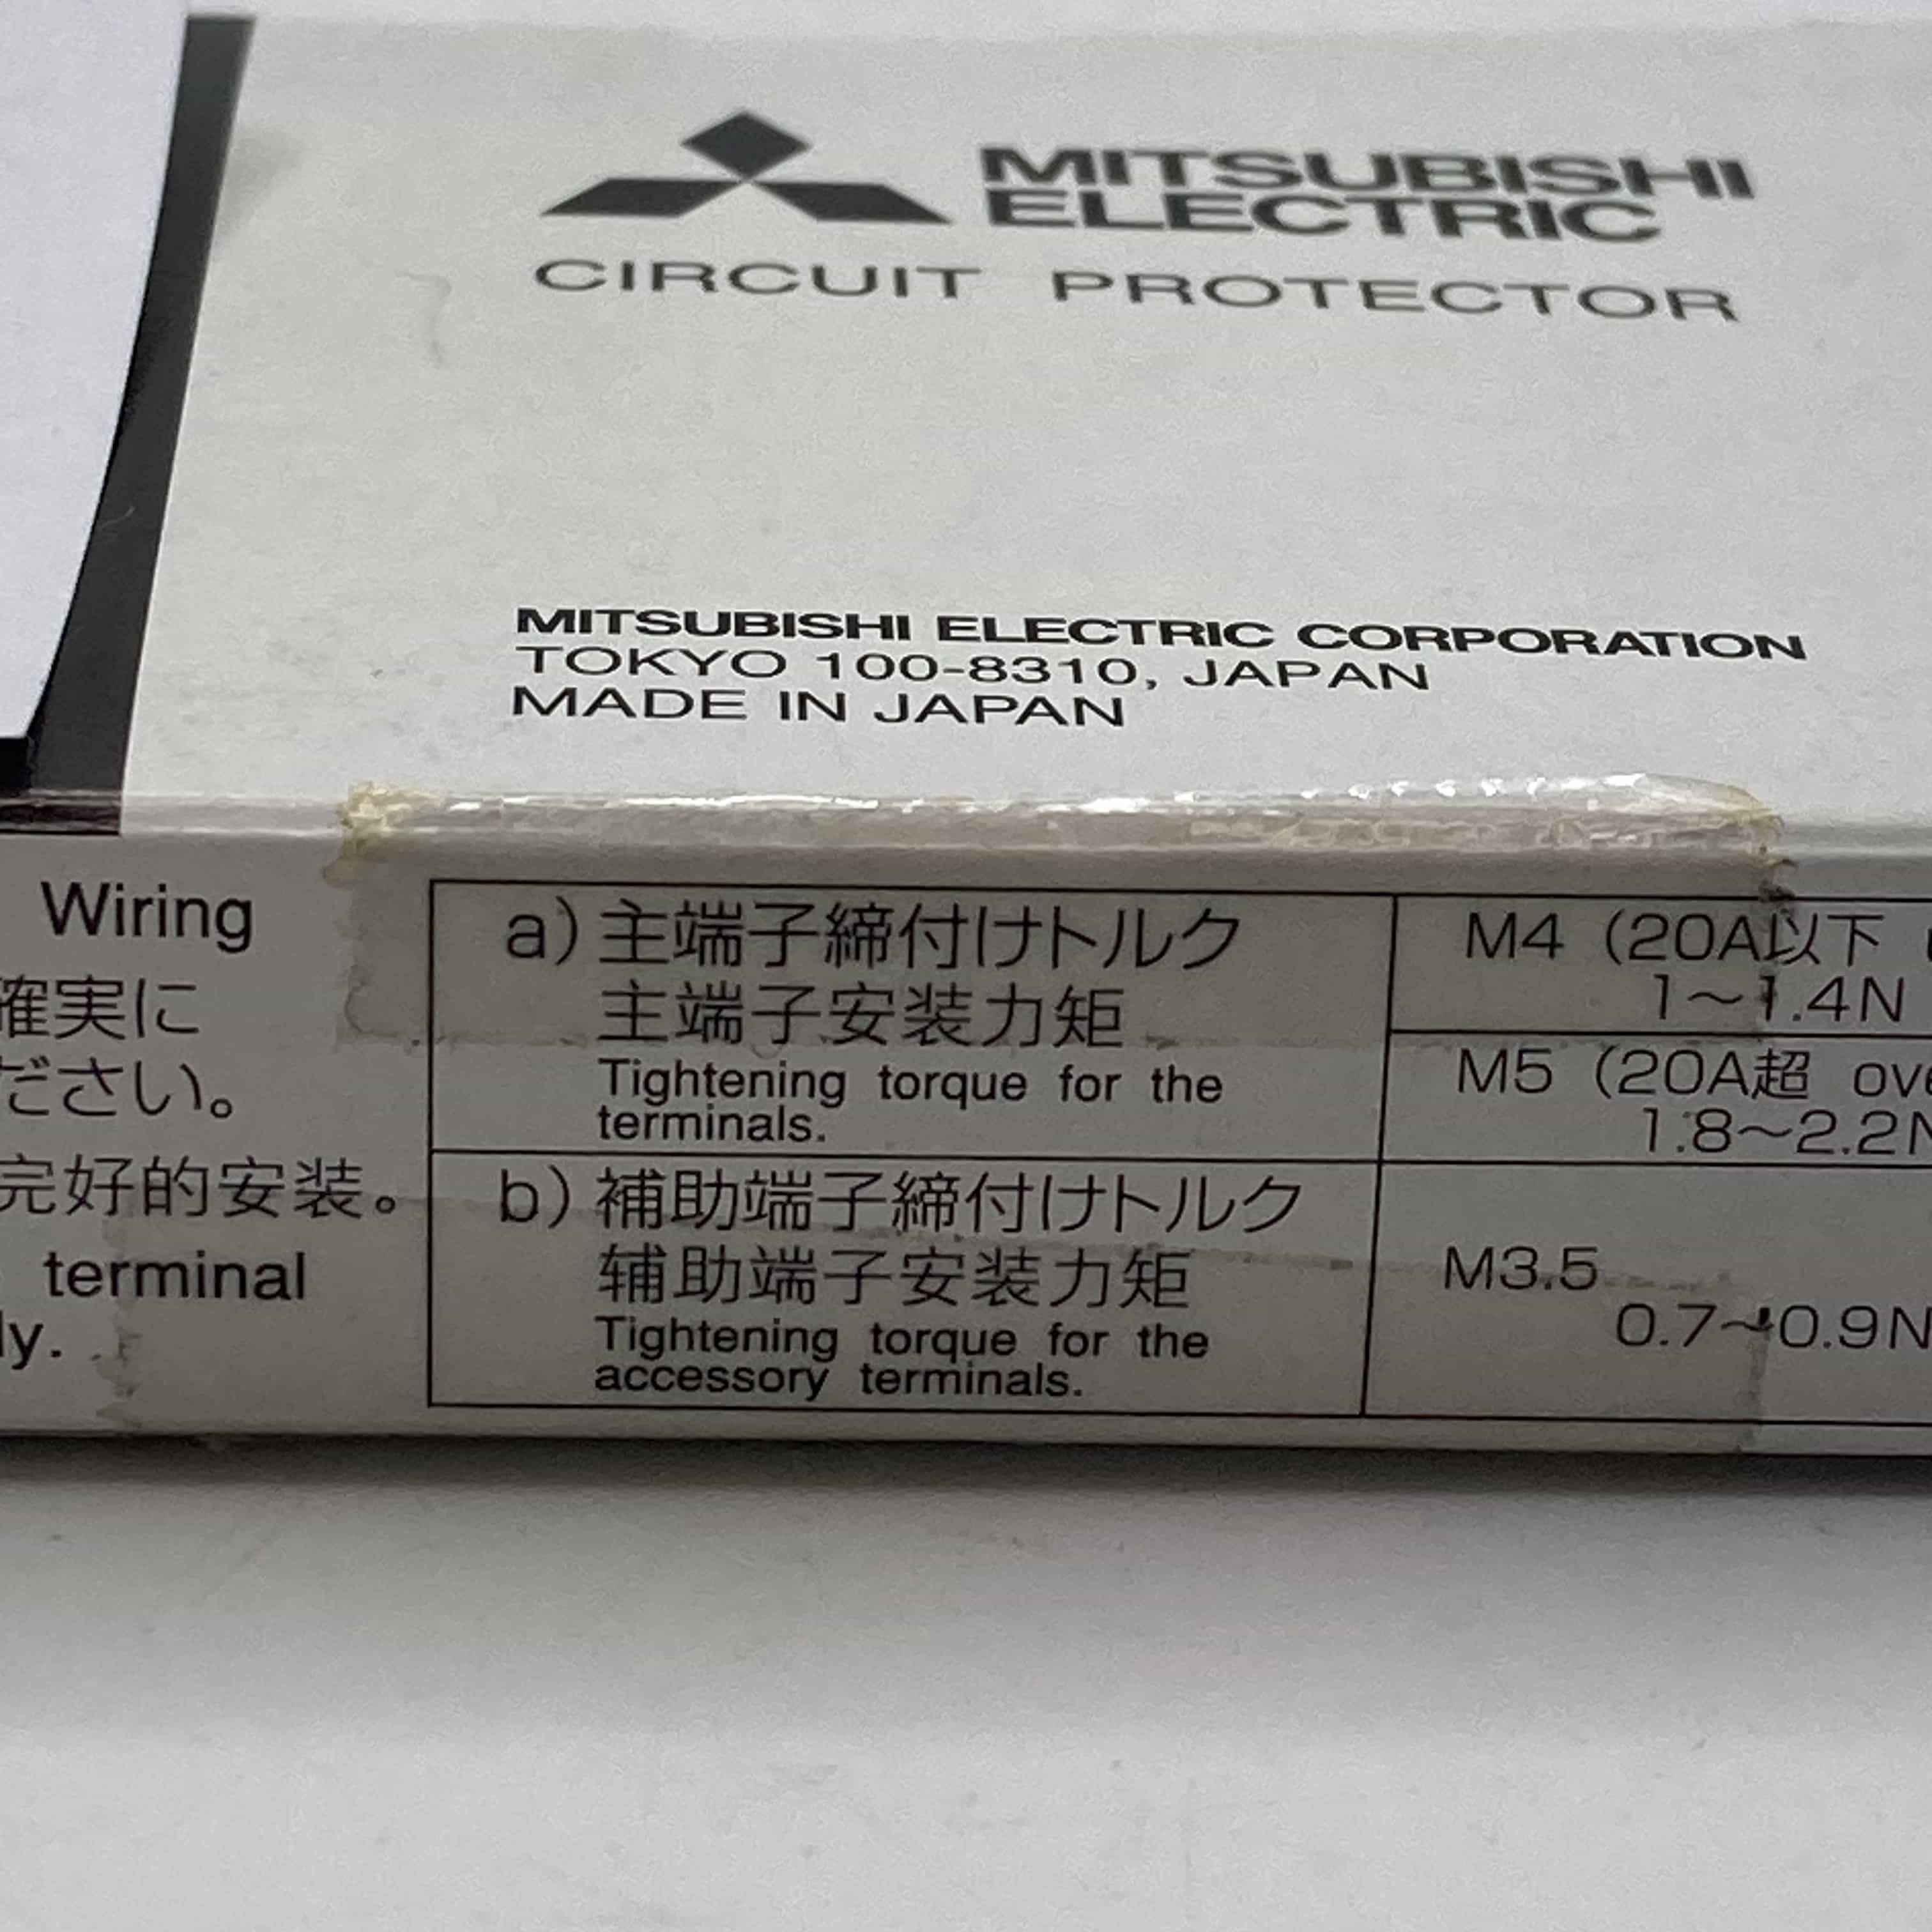 MITSUBISHI
ELECTRIC
CIRCUIT PROTECTOR
MITSUBISHI ELECTRIC CORPORATION
TOKYO 100-8310, JAPAN
MADE IN JAPAN
Wiring
確実に
ださい。
完好的安装。
terminal
ly.
a) 主端子締付けトルク
主端子安装力矩
Tightening torque for the
terminals.
M4 (20A以下
1～1.4N
M5 (20A超 ove
1.8～2.2N
b) 補助端子締付けトルク
辅助端子安装力矩
Tightening torque for the
accessory terminals.
M3.5
0.7～0.9N